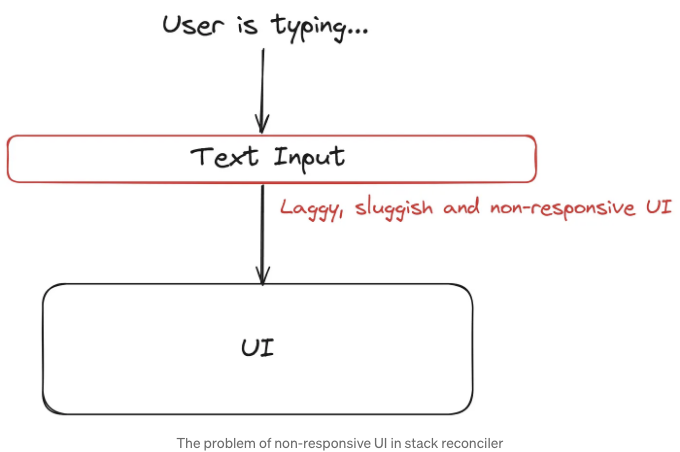 User is typing...
Text Input
Laggy, sluggish and non-responsive UI
UI
The problem of non-responsive UI in stack reconciler